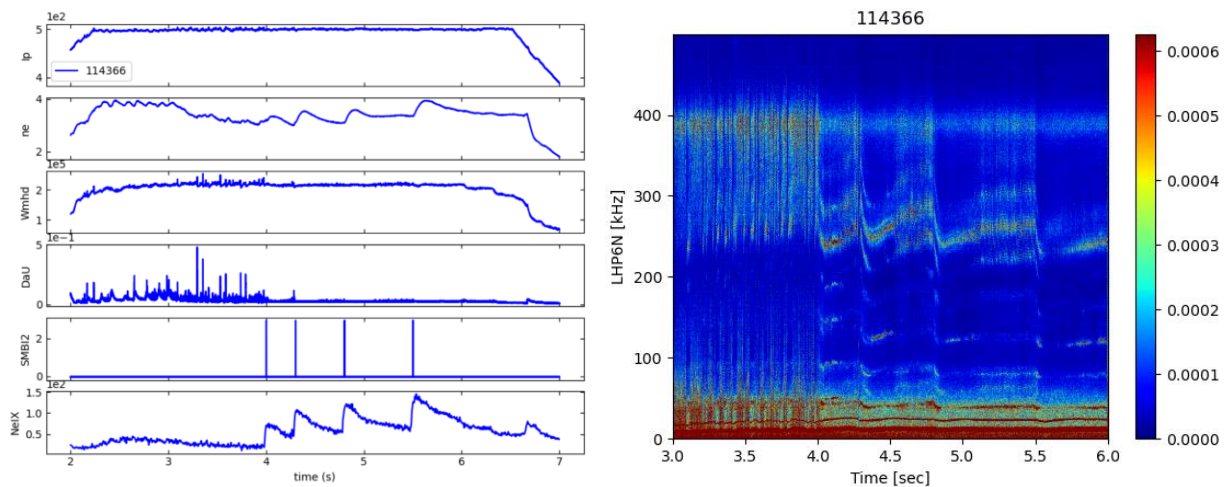 1e2
5
4
Ip
114366
4
2
ne
1e5
2
1
Wmhd
5
0
1e-1
DaU
2
0
SMBI2
1e2
1.5
1.0
0.5
NeIX
2 3 4 5 6 7
time (s)
114366
400
300
200
100
0
LHP6N [kHz]
3.0 3.5 4.0 4.5 5.0 5.5 6.0
Time [sec]
0.0006
0.0005
0.0004
0.0003
0.0002
0.0001
0.0000